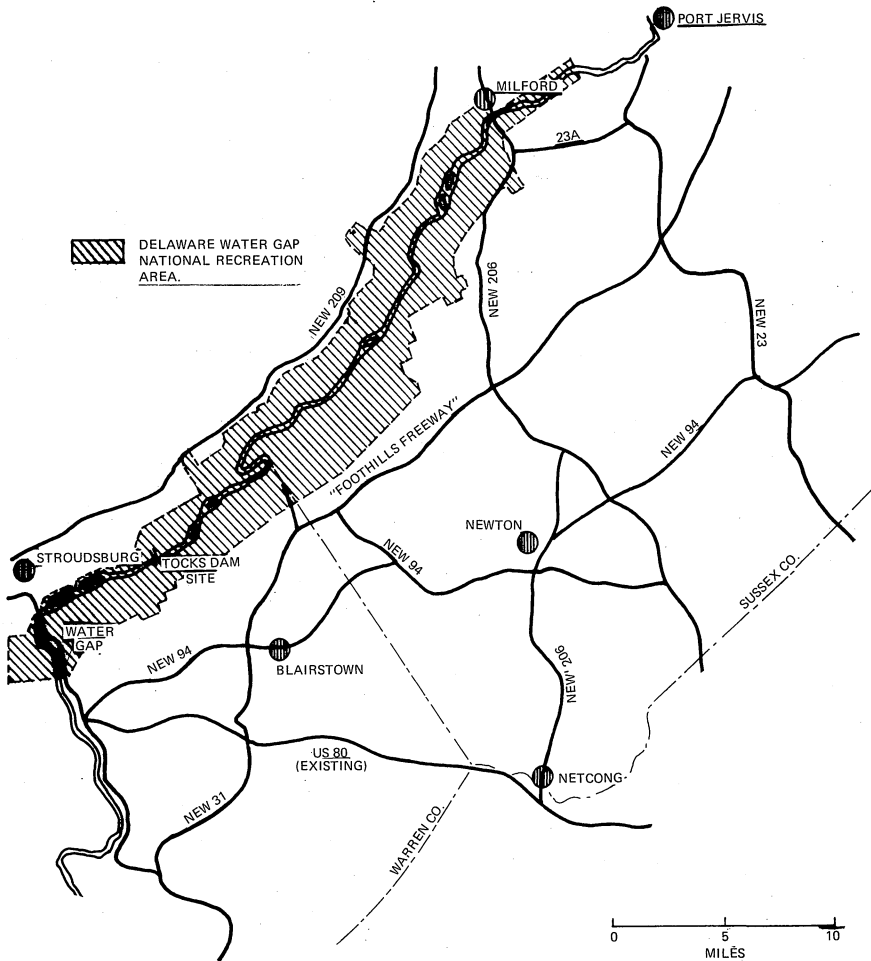 PORT JERVIS
MILFORD
23A
DELAWARE WATER GAP
NATIONAL RECREATION
AREA.
NEW 209
NEW 206
NEW 23
"FOOTHILLS FREEWAY"
NEW 94
NEWTON
STROUDSBURG
TOCKS DAM
SITE
NEW 94
SUSSEX CO.
WATER
GAP
NEW 94
BLAIRSTOWN
NEW 206
US 80
(EXISTING)
NETCONG
NEW 31
WARREN CO.
0 5 10
MILES